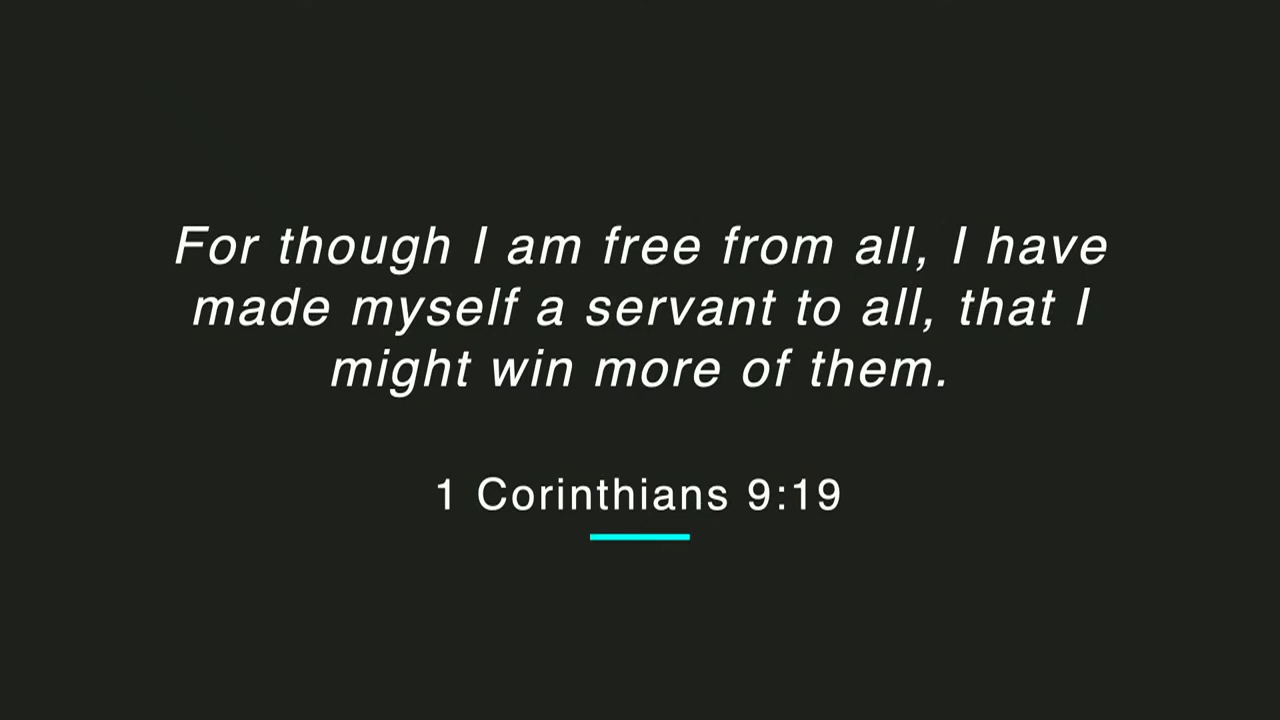 For though I am free from all, I have
made myself a servant to all, that I
might win more of them.
1 Corinthians 9:19